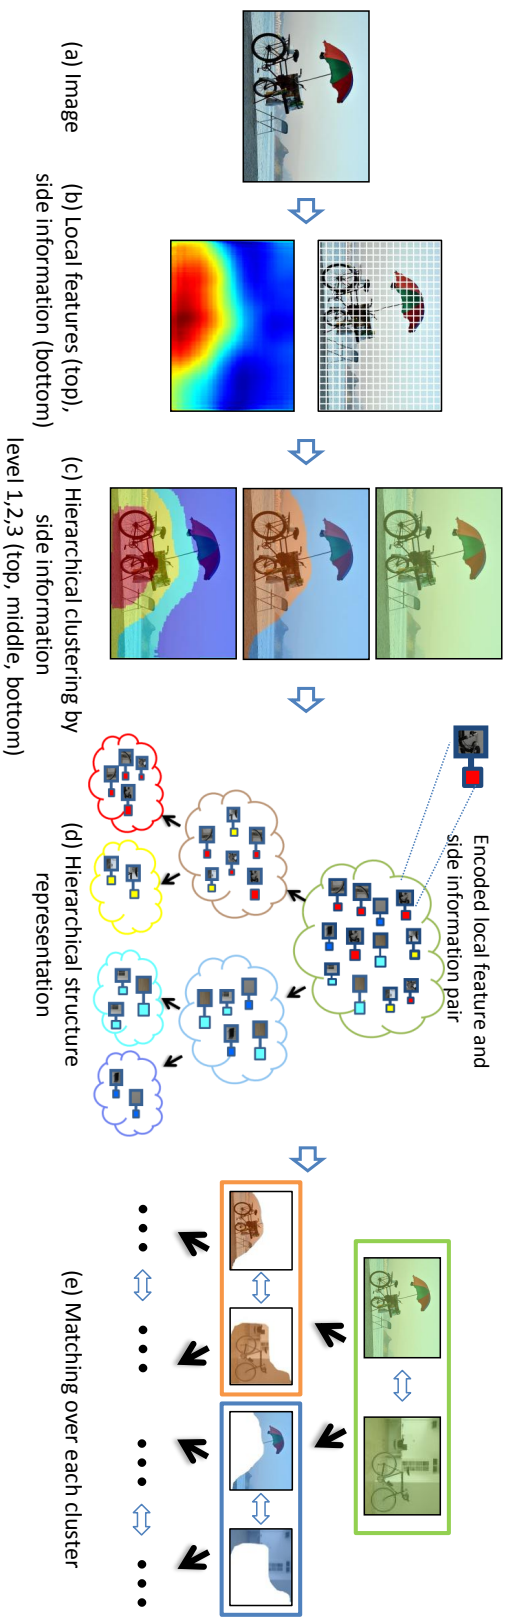 (a) Image
(b) Local features (top),
side information (bottom)
(c) Hierarchical clustering by
side information
level 1,2,3 (top, middle, bottom)
Encoded local feature and
side information pair
(d) Hierarchical structure
representation
(e) Matching over each cluster